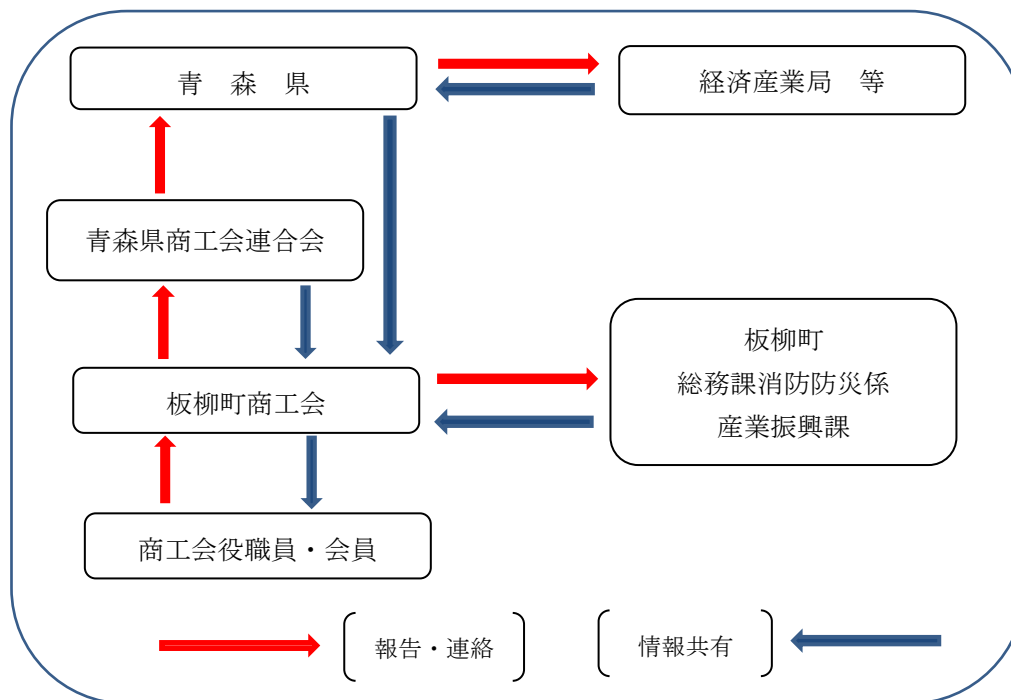 青　森　県
経済産業局　等
青森県商工会連合会
板柳町
総務課消防防災係
産業振興課
板柳町商工会
商工会役職員・会員
報告・連絡
情報共有